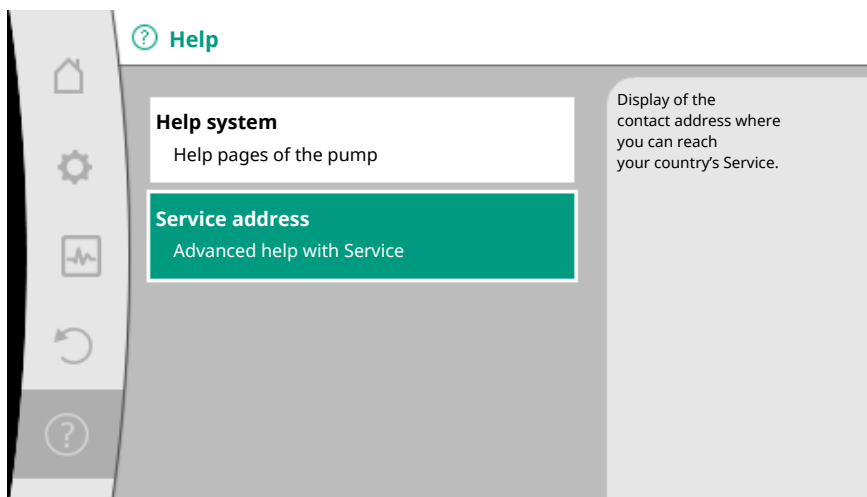 Help
Help system
Help pages of the pump
Service address
Advanced help with Service
Display of the
contact address where
you can reach
your country’s Service.